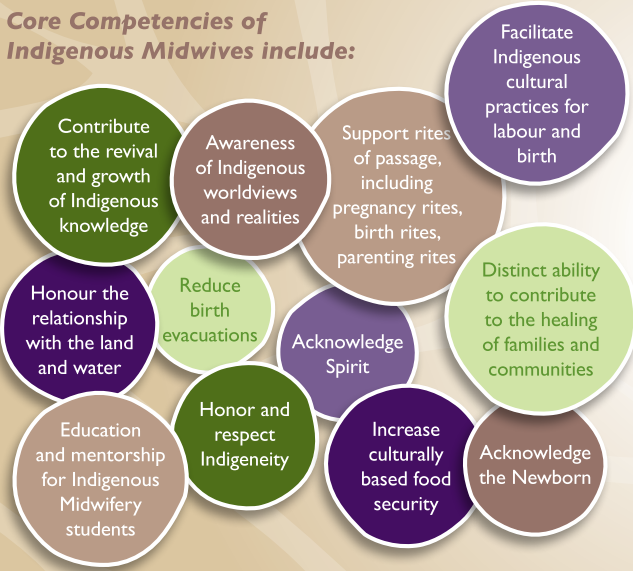 Core Competencies of
Indigenous Midwives include:
Facilitate
Indigenous
cultural
practices for
labour and
birth
Contribute
to the revival
and growth
of Indigenous
knowledge
Awareness
of Indigenous
worldviews
and realities
Support rites
of passage,
including
pregnancy rites,
birth rites,
parenting rites
Honour the
relationship
with the land
and water
Reduce
birth
evacuations
Acknowledge
Spirit
Distinct ability
to contribute
to the healing
of families and
communities
Education
and mentorship
for Indigenous
Midwifery
students
Honor and
respect
Indigeneity
Increase
culturally
based food
security
Acknowledge
the Newborn